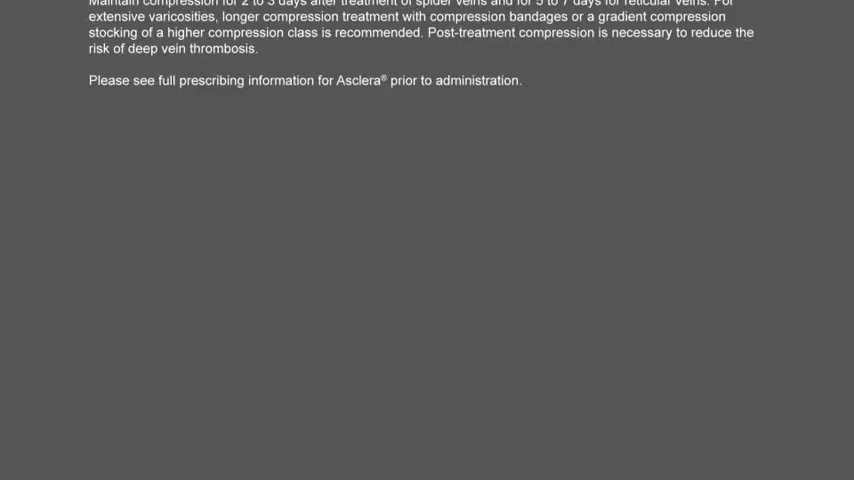 Maintain compression for 2 to 3 days after treatment of spider veins and for 5 to 7 days for reticular veins. For
extensive varicosities, longer compression treatment with compression bandages or a gradient compression
stocking of a higher compression class is recommended. Post-treatment compression is necessary to reduce the
risk of deep vein thrombosis.
Please see full prescribing information for Asclera® prior to administration.